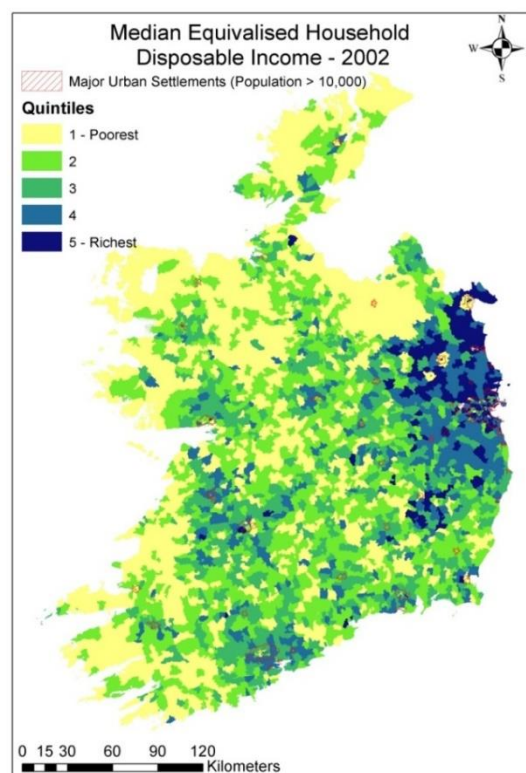 Median Equivalised Household
Disposable Income - 2002
N
W E
S
Major Urban Settlements (Population > 10,000)
Quintiles
1 - Poorest
2
3
4
5 - Richest
0 15 30 60 90 120
Kilometers